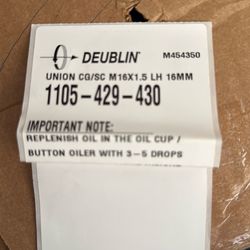 DEUBLIN
M454350
UNION CG/SC M16X1.5 LH 16MM
1105-429-430
IMPORTANT NOTE:
REPLENISH OIL IN THE OIL CUP /
BUTTON OILER WITH 3-5 DROPS